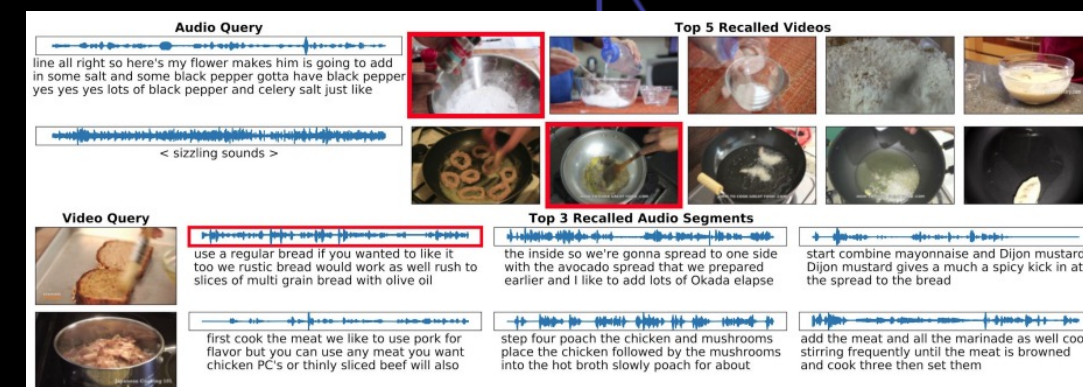 Audio Query
Top 5 Recalled Videos
line all right so here's my flower makes him is going to add
in some salt and some black pepper gotta have black pepper
yes yes yes lots of black pepper and celery salt just like
< sizzling sounds >
Video Query
Top 3 Recalled Audio Segments
use a regular bread if you wanted to like it
too we rustic bread would work as well rush to
slices of multi grain bread with olive oil
the inside so we're gonna spread to one side
with the avocado spread that we prepared
earlier and I like to add lots of Okada elapse
start combine mayonnaise and Dijon mustard
Dijon mustard gives a much a spicy kick in at
the spread to the bread
first cook the meat we like to use pork for
flavor but you can use any meat you want
chicken PC's or thinly sliced beef will also
step four poach the chicken and mushrooms
place the chicken followed by the mushrooms
into the hot broth slowly poach for about
add the meat and all the marinade as well coo
stirring frequently until the meat is browned
and cook three then set them